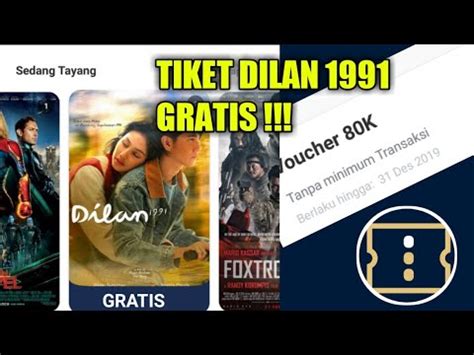 Sedang Tayang
TIKET DILAN 1991
GRATIS !!!
Voucher 80K
Tanpa minimum Transaksi
Berlaku hingga: 31 Des 2019
Dilan 1991
GRATIS
FOXTRO